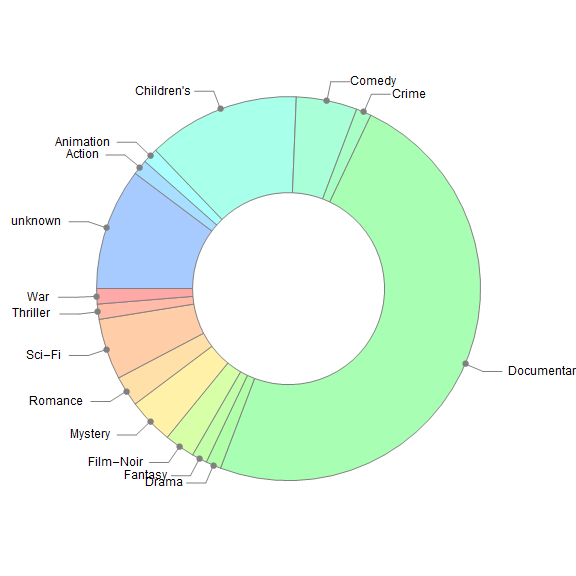 Comedy
Children's
Crime
Animation
Action
unknown
War
Thriller
Sci-Fi
Documentar
Romance
Mystery
Film-Noir
Fantasy
Drama